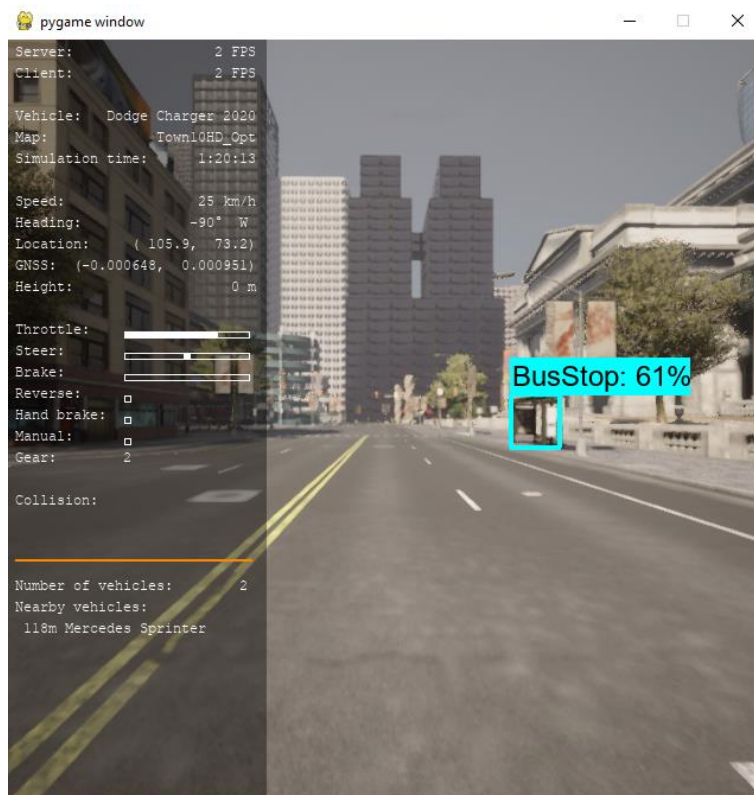 pygame window
Server: 2 FPS
Client: 2 FPS
Vehicle: Dodge Charger 2020
Map: Town10HD_Opt
Simulation time: 1:20:13
Speed: 25 km/h
Heading: -90° W
Location: ( 105.9, 73.2)
GNSS: (-0.000648, 0.000951)
Height: 0 m
Throttle:
Steer:
Brake:
Reverse:
Hand brake:
Manual:
Gear: 2
BusStop: 61%
Collision:
Number of vehicles: 2
Nearby vehicles:
118m Mercedes Sprinter